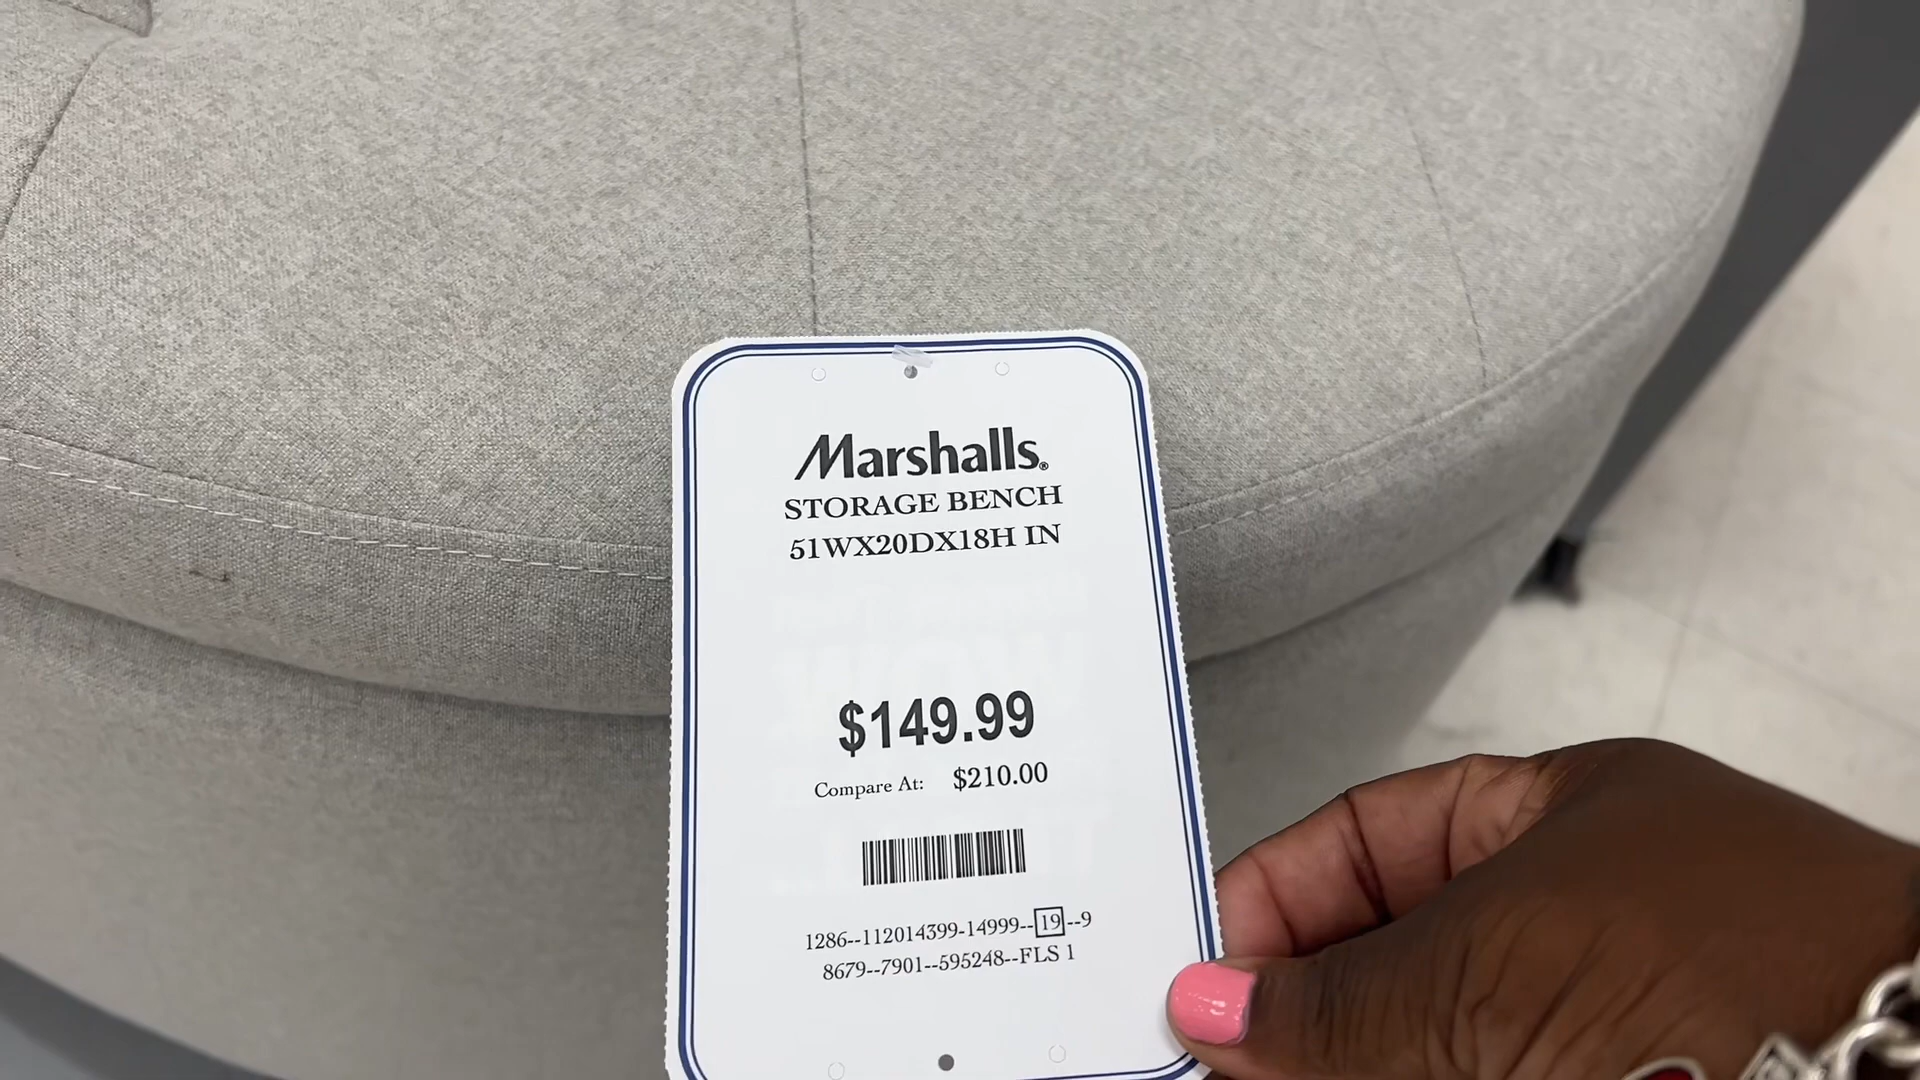 Marshalls®
STORAGE BENCH
51WX20DX18H IN
$149.99
Compare At: $210.00
1286--112014399-14999--19--9
8679--7901--595248--FLS 1